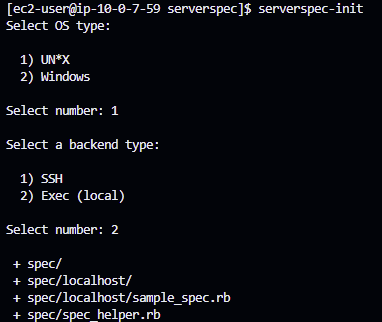 [ec2-user@ip-10-0-7-59 serverspec]$ serverspec-init
Select OS type:
1) UN*X
2) Windows
Select number: 1
Select a backend type:
1) SSH
2) Exec (local)
Select number: 2
+ spec/
+ spec/localhost/
+ spec/localhost/sample_spec.rb
+ spec/spec_helper.rb